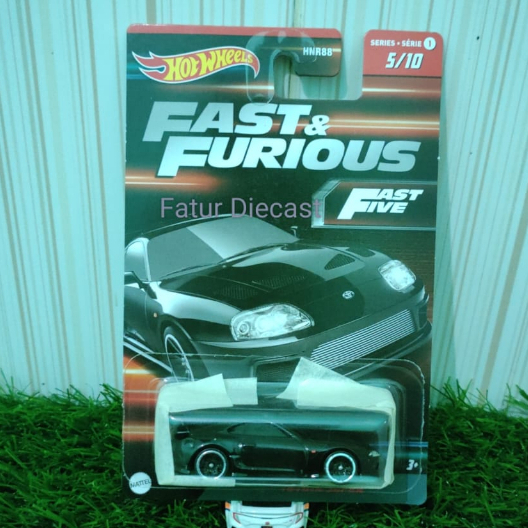 Hot Wheels
HNR88
SERIES • SÉRIE 1
5/10
FAST &
FURIOUS
FAST
FIVE
Fatur Diecast
MATTEL
3+